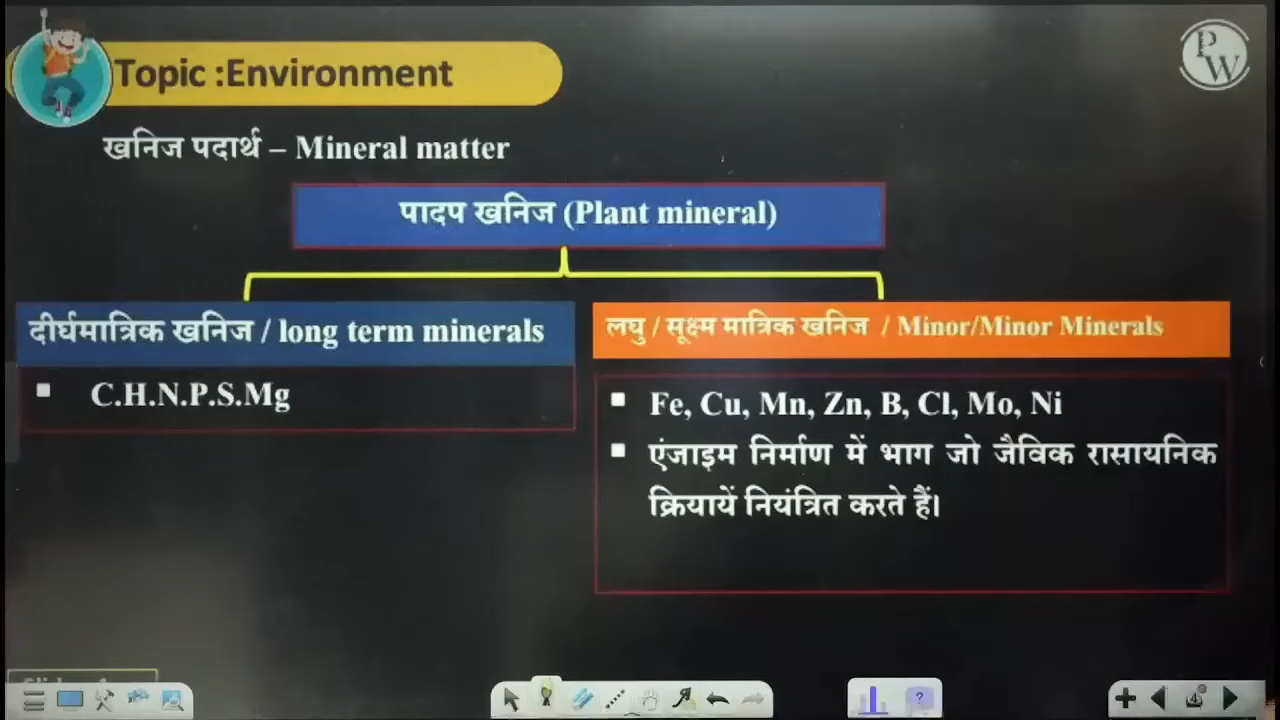 Topic :Environment
PW
खनिज पदार्थ – Mineral matter
पादप खनिज (Plant mineral)
दीर्घमात्रिक खनिज / long term minerals
C.H.N.P.S.Mg
लघु / सूक्ष्म मात्रिक खनिज / Minor/Minor Minerals
Fe, Cu, Mn, Zn, B, Cl, Mo, Ni
एंजाइम निर्माण में भाग जो जैविक रासायनिक
क्रियायें नियंत्रित करते हैं।